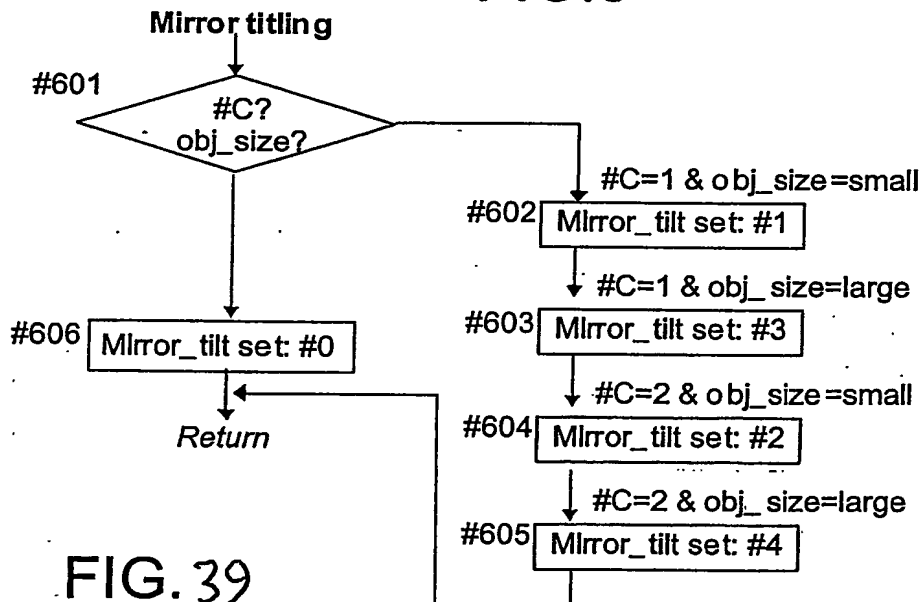 Mirror titling
#601
#C?
obj_size?
#C=1 & obj_size=small
#602
Mirror_tilt set: #1
#C=1 & obj_size=large
#603
Mirror_tilt set: #3
#606
Mirror_tilt set: #0
#C=2 & obj_size=small
#604
Mirror_tilt set: #2
Return
#C=2 & obj_size=large
#605
Mirror_tilt set: #4
FIG. 39